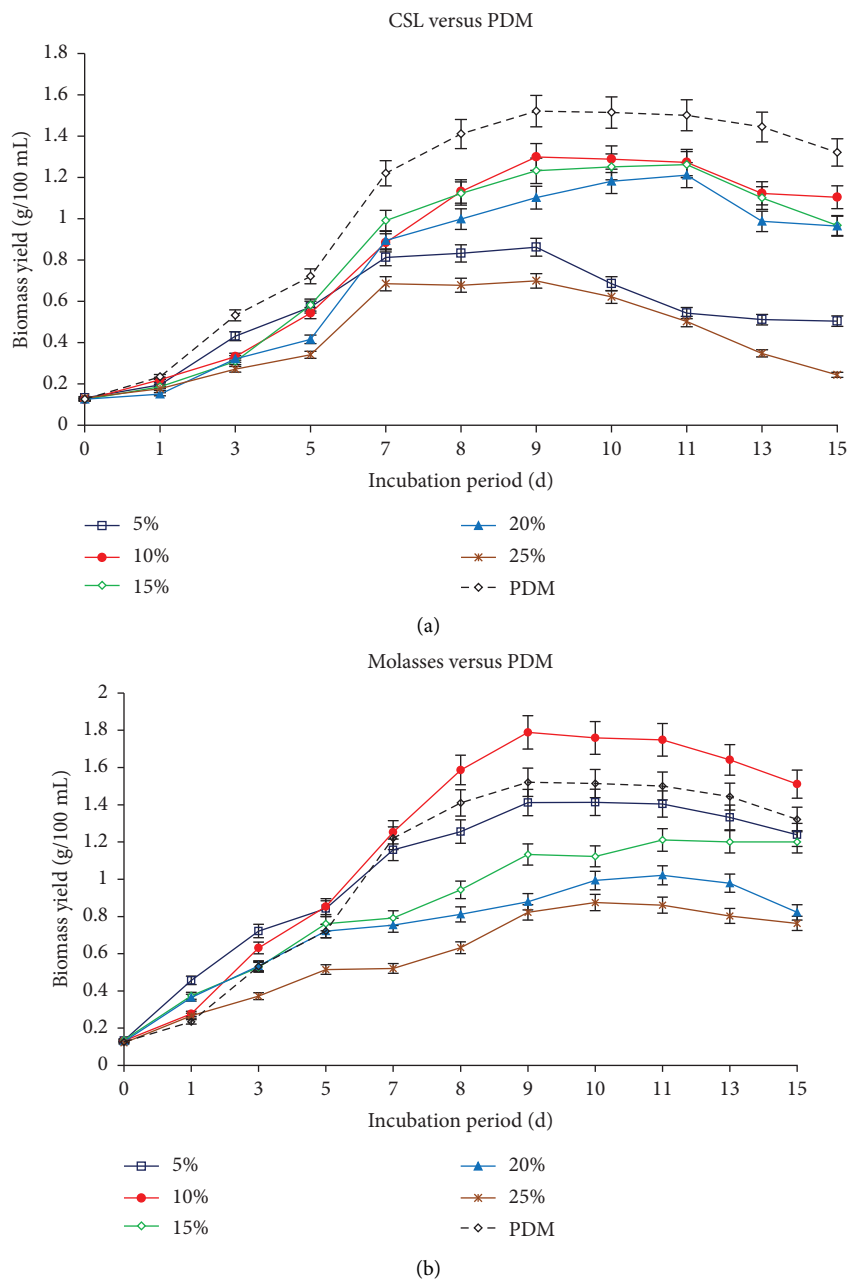 CSL versus PDM
1.8
1.6
1.4
1.2
1
0.8
0.6
0.4
0.2
0
Biomass yield (g/100 mL)
0 1 3 5 7 8 9 10 11 13 15
Incubation period (d)
5% 20%
10% 25%
15% PDM
(a)
Molasses versus PDM
2
1.8
1.6
1.4
1.2
1
0.8
0.6
0.4
0.2
0
Biomass yield (g/100 mL)
0 1 3 5 7 8 9 10 11 13 15
Incubation period (d)
5% 20%
10% 25%
15% PDM
(b)